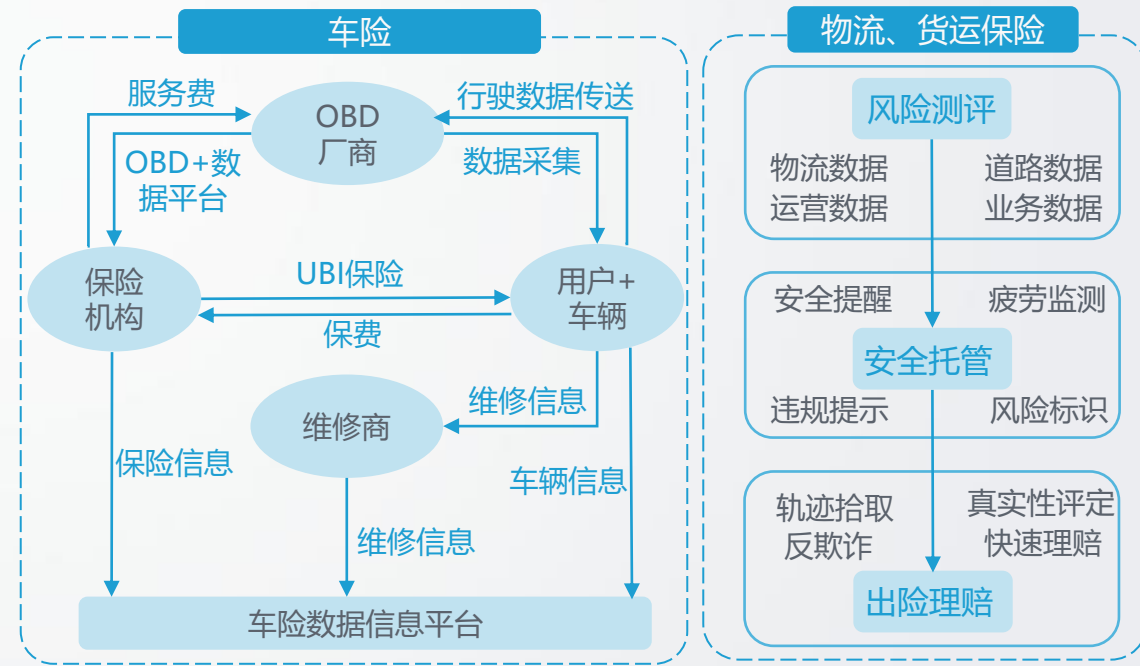 车险
服务费
OBD
厂商
行驶数据传送
OBD+数
据平台
数据采集
保险
机构
UBI保险
保费
用户+
车辆
维修商
维修信息
保险信息
车辆信息
维修信息
车险数据信息平台
物流、货运保险
风险测评
物流数据
运营数据
道路数据
业务数据
安全提醒
疲劳监测
安全托管
违规提示
风险标识
轨迹拾取
反欺诈
真实性评定
快速理赔
出险理赔